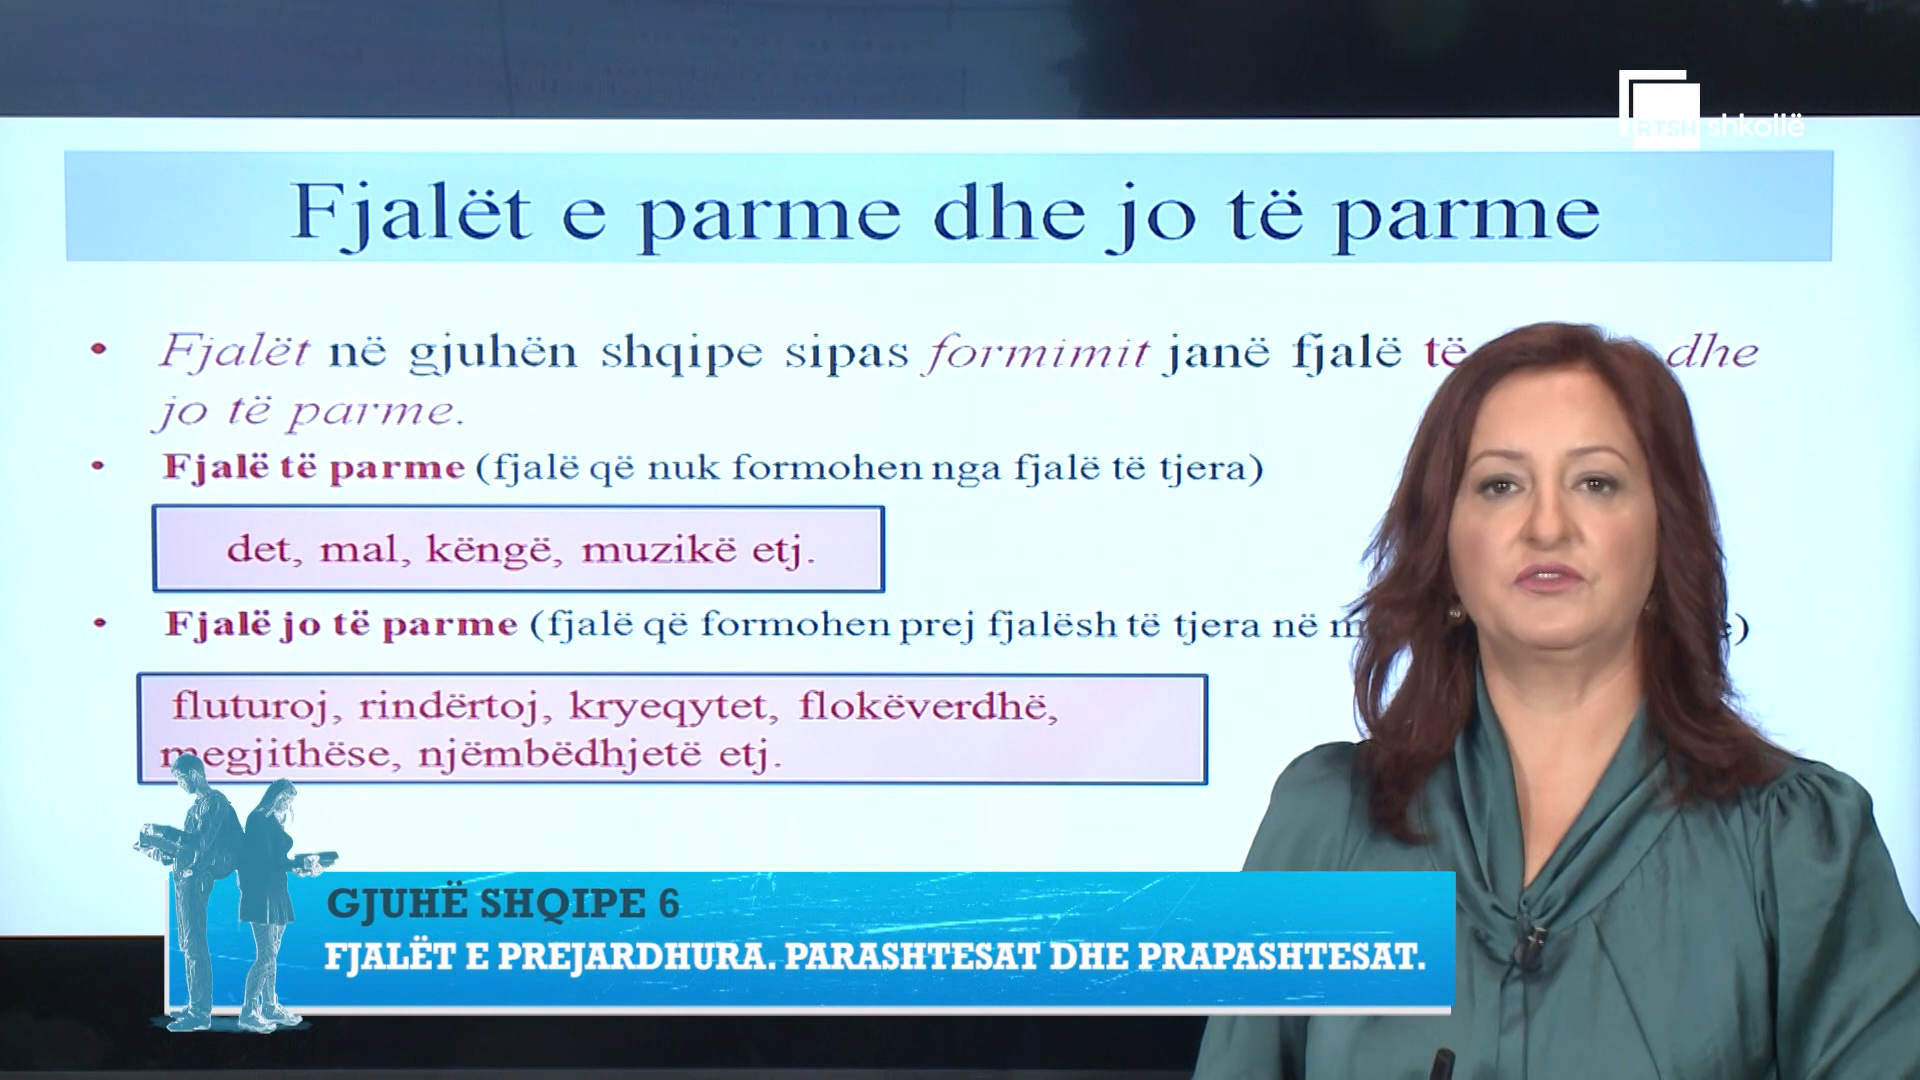 RTSH shkollë
Fjalët e parme dhe jo të parme
• Fjalët në gjuhën shqipe sipas formimit janë fjalë të dhe
jo të parme.
• Fjalë të parme (fjalë që nuk formohen nga fjalë të tjera)
det, mal, këngë, muzikë etj.
• Fjalë jo të parme (fjalë që formohen prej fjalësh të tjera në
fluturoj, rindërtoj, kryeqytet, flokëverdhë,
megjithëse, njëmbëdhjetë etj.
GJUHË SHQIPE 6
FJALËT E PREJARDHURA. PARASHTESAT DHE PRAPASHTESAT.